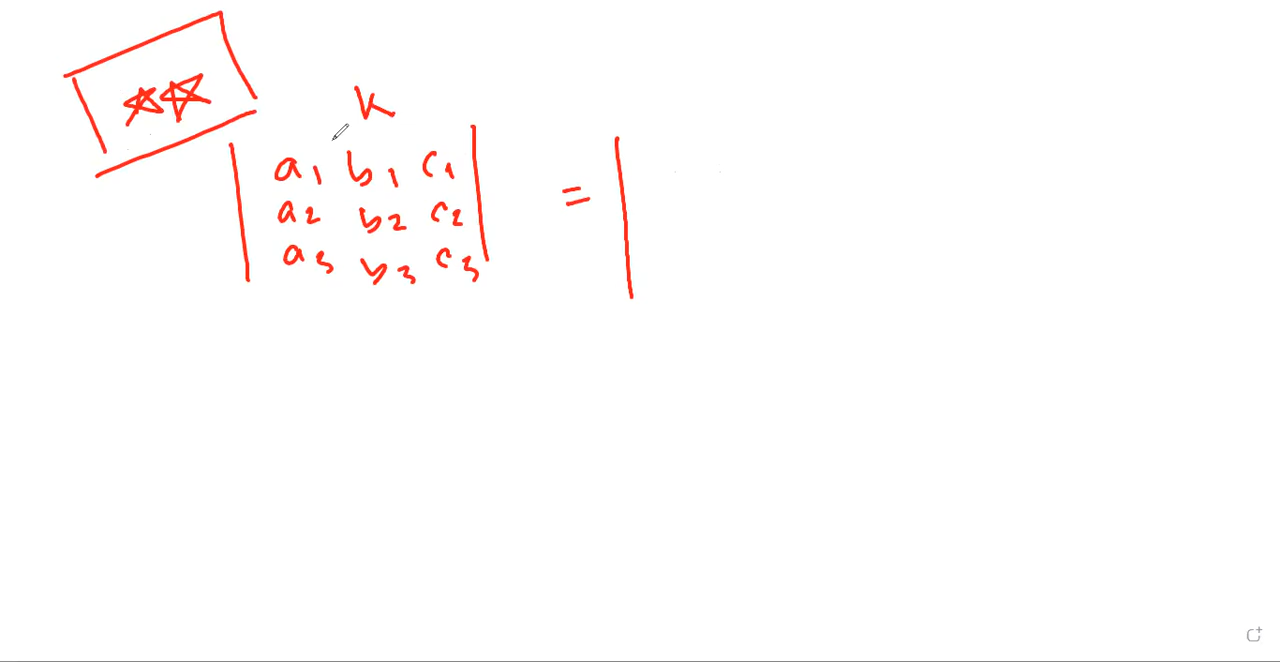 k
| a1 b1 c1 | = |
a2 b2 c2
a3 b3 c3